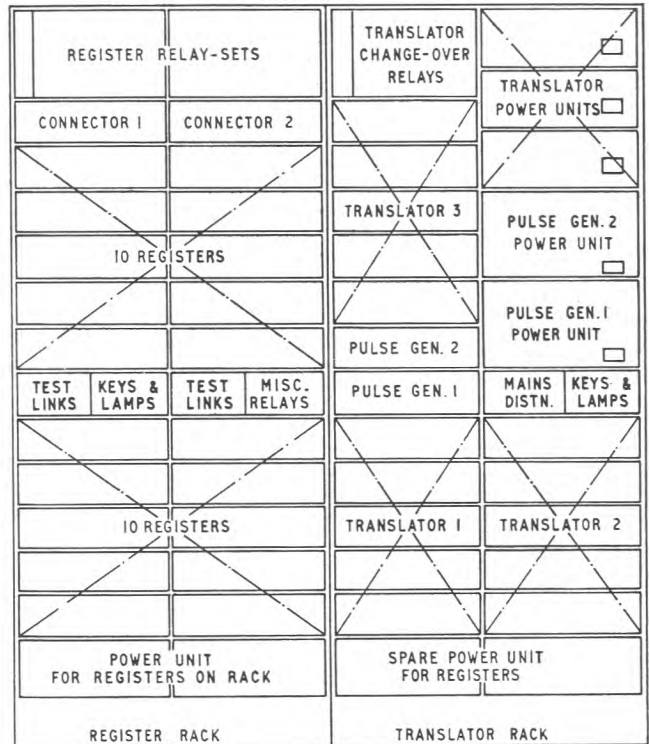 REGISTER RELAY-SETS
TRANSLATOR
CHANGE-OVER
RELAYS
TRANSLATOR
POWER UNITS
CONNECTOR 1
CONNECTOR 2
TRANSLATOR 3
PULSE GEN. 2
POWER UNIT
10 REGISTERS
PULSE GEN. 1
POWER UNIT
PULSE GEN. 2
TEST
LINKS
KEYS &
LAMPS
TEST
LINKS
MISC.
RELAYS
PULSE GEN. 1
MAINS
DISTN.
KEYS &
LAMPS
10 REGISTERS
TRANSLATOR 1
TRANSLATOR 2
POWER UNIT
FOR REGISTERS ON RACK
SPARE POWER UNIT
FOR REGISTERS
REGISTER RACK
TRANSLATOR RACK